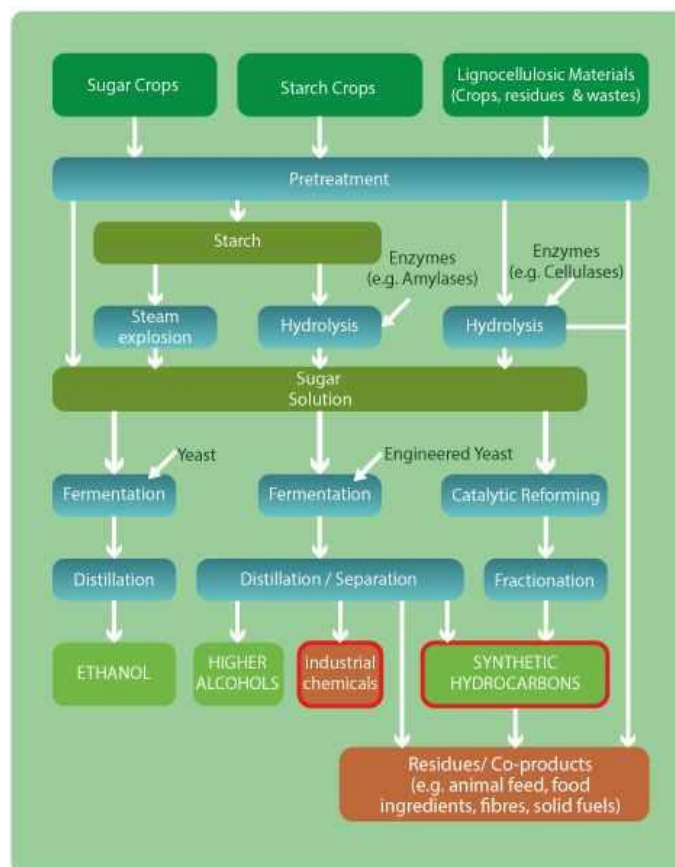 Sugar Crops
Starch Crops
Lignocellulosic Materials
(Crops, residues & wastes)
Pretreatment
Starch
Enzymes
(e.g. Amylases)
Enzymes
(e.g. Cellulases)
Steam
explosion
Hydrolysis
Hydrolysis
Sugar
Solution
Yeast
Engineered Yeast
Fermentation
Fermentation
Catalytic Reforming
Distillation
Distillation / Separation
Fractionation
ETHANOL
HIGHER
ALCOHOLS
Industrial
chemicals
SYNTHETIC
HYDROCARBONS
Residues/ Co-products
(e.g. animal feed, food
ingredients, fibres, solid fuels)